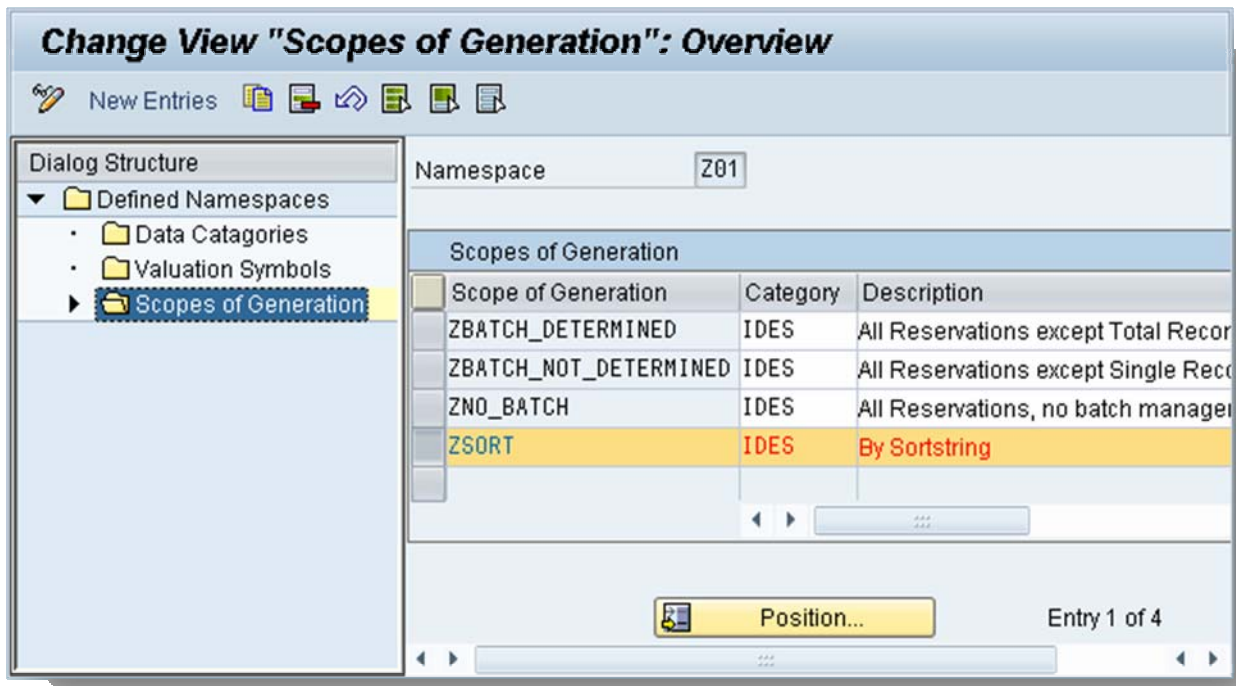 Change View "Scopes of Generation": Overview
New Entries
Dialog Structure
Defined Namespaces
Data Catagories
Valuation Symbols
Scopes of Generation
Namespace Z01
Scopes of Generation
Scope of Generation Category Description
ZBATCH_DETERMINED IDES All Reservations except Total Recor
ZBATCH_NOT_DETERMINED IDES All Reservations except Single Reco
ZNO_BATCH IDES All Reservations, no batch manager
ZSORT IDES By Sortstring
Position... Entry 1 of 4